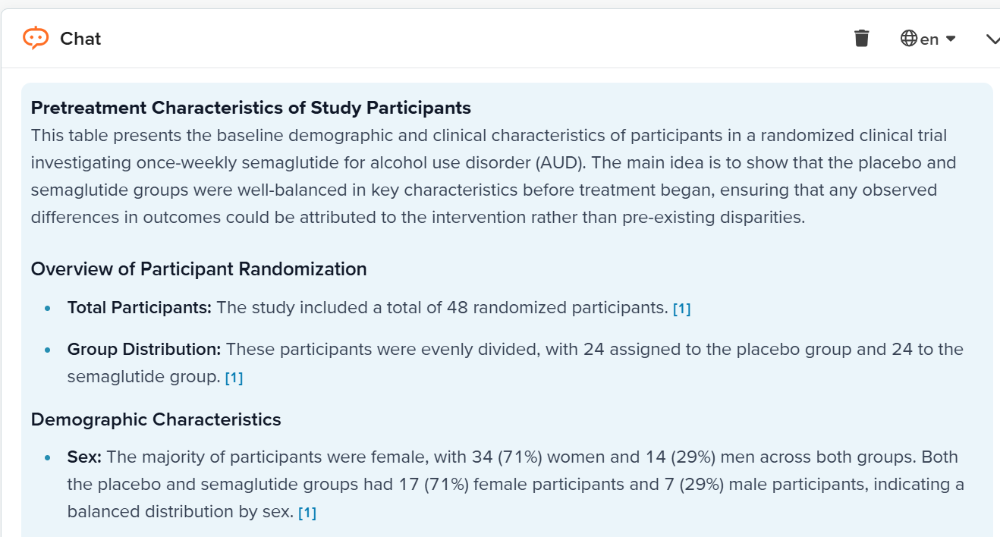 Chat
en
Pretreatment Characteristics of Study Participants
This table presents the baseline demographic and clinical characteristics of participants in a randomized clinical trial
investigating once-weekly semaglutide for alcohol use disorder (AUD). The main idea is to show that the placebo and
semaglutide groups were well-balanced in key characteristics before treatment began, ensuring that any observed
differences in outcomes could be attributed to the intervention rather than pre-existing disparities.
Overview of Participant Randomization
• Total Participants: The study included a total of 48 randomized participants. [1]
• Group Distribution: These participants were evenly divided, with 24 assigned to the placebo group and 24 to the
semaglutide group. [1]
Demographic Characteristics
• Sex: The majority of participants were female, with 34 (71%) women and 14 (29%) men across both groups. Both
the placebo and semaglutide groups had 17 (71%) female participants and 7 (29%) male participants, indicating a
balanced distribution by sex. [1]